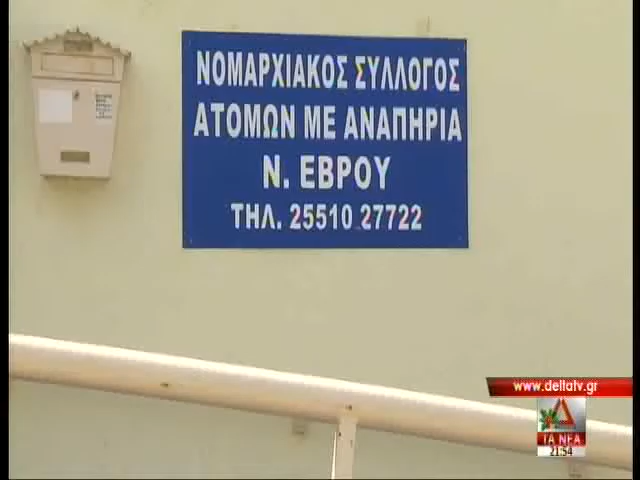 ΝΟΜΑΡΧΙΑΚΟΣ ΣΥΛΛΟΓΟΣ
ΑΤΟΜΩΝ ΜΕ ΑΝΑΠΗΡΙΑ
Ν. ΕΒΡΟΥ
ΤΗΛ. 25510 27722
www.deltatv.gr
ΤΑ ΝΕΑ
21:54